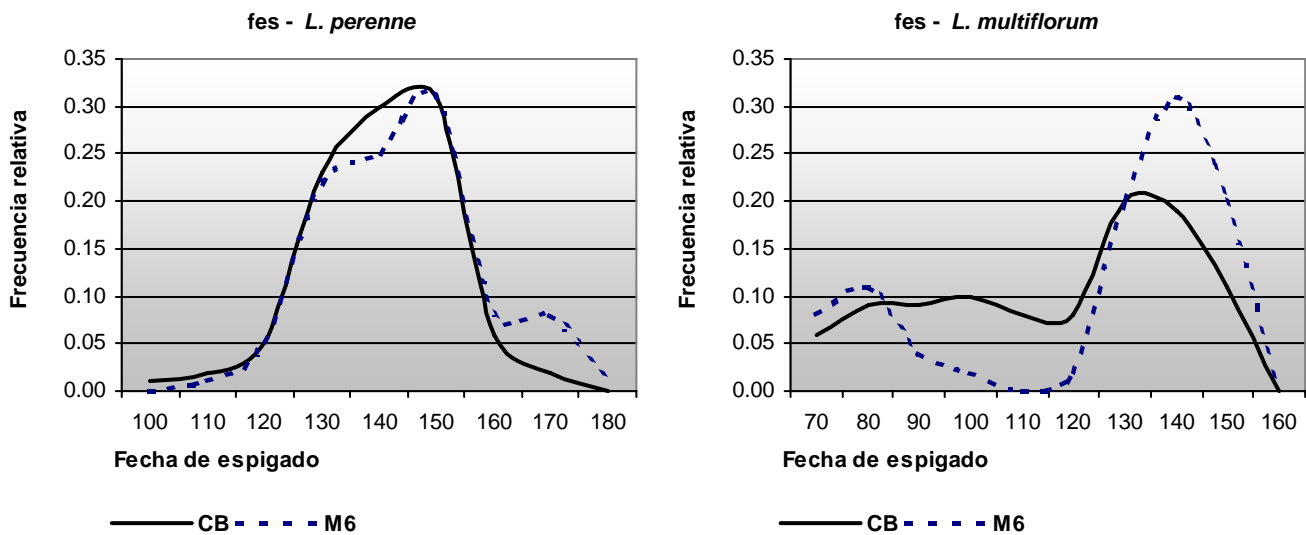 fes - L. perenne
Frecuencia relativa
0.35
0.30
0.25
0.20
0.15
0.10
0.05
0.00
100 110 120 130 140 150 160 170 180
Fecha de espigado
CB M6
fes - L. multiflorum
Frecuencia relativa
0.35
0.30
0.25
0.20
0.15
0.10
0.05
0.00
70 80 90 100 110 120 130 140 150 160
Fecha de espigado
CB M6